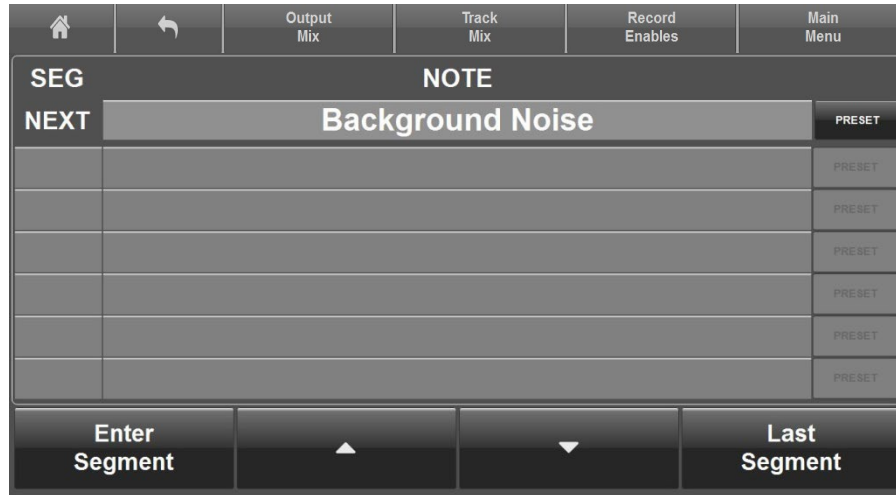 Output
Mix
Track
Mix
Record
Enables
Main
Menu
SEG
NOTE
NEXT
Background Noise
PRESET
PRESET
PRESET
PRESET
PRESET
PRESET
PRESET
Enter
Segment
Last
Segment